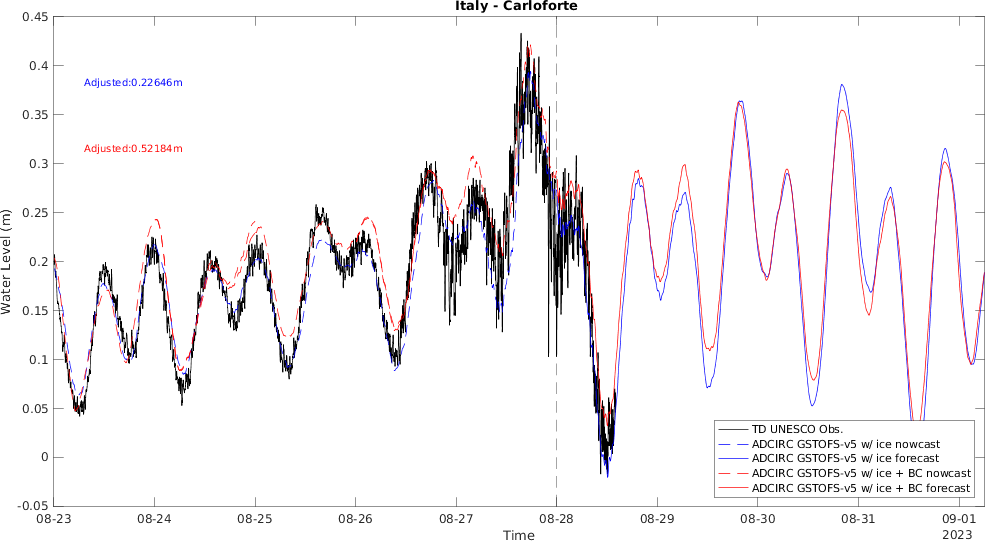 Italy - Carloforte
0.45
0.4
0.35
0.3
0.25
0.2
0.15
0.1
0.05
0
-0.05
Water Level (m)
Adjusted:0.22646m
Adjusted:0.52184m
TD UNESCO Obs.
ADCIRC GSTOFS-v5 w/ ice nowcast
ADCIRC GSTOFS-v5 w/ ice forecast
ADCIRC GSTOFS-v5 w/ ice + BC nowcast
ADCIRC GSTOFS-v5 w/ ice + BC forecast
08-23 08-24 08-25 08-26 08-27 08-28 08-29 08-30 08-31 09-01
Time
2023